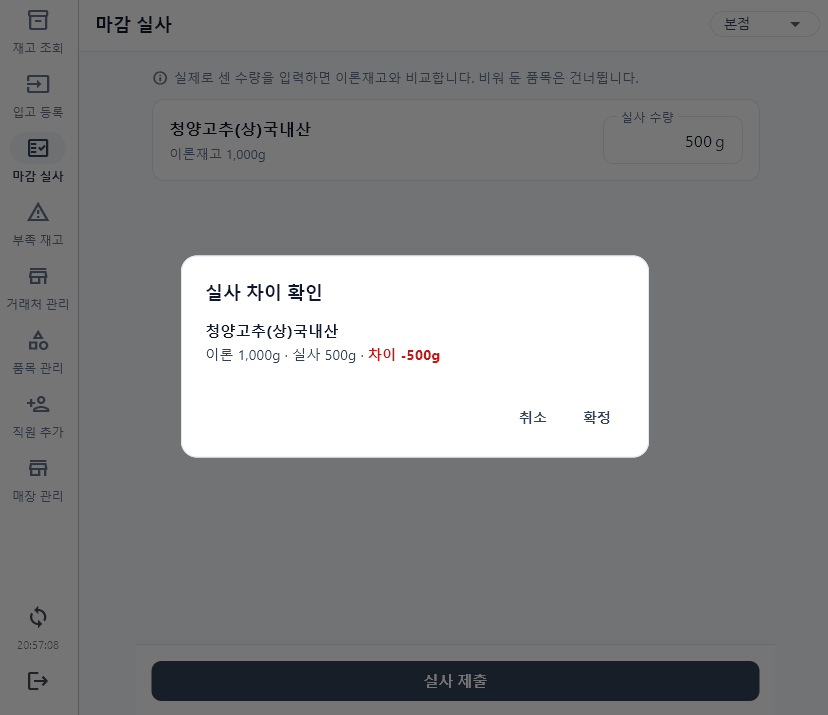 재고 조회
입고 등록
마감 실사
부족 재고
거래처 관리
품목 관리
직원 추가
매장 관리
20:57:08
마감 실사
본점
실제로 센 수량을 입력하면 이론재고와 비교합니다. 비워 둔 품목은 건너뜁니다.
청양고추(상)국내산
이론재고 1,000g
실사 수량
500 g
실사 차이 확인
청양고추(상)국내산
이론 1,000g · 실사 500g · 차이 -500g
취소
확정
실사 제출